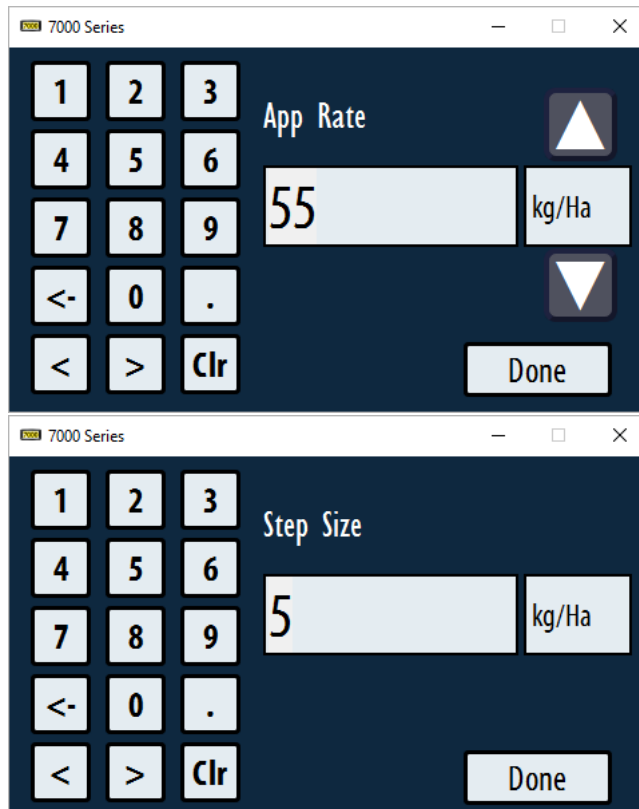 7000 Series
1 2 3
App Rate
4 5 6
55 kg/Ha
7 8 9
<- 0 .
< > Clr
Done
7000 Series
1 2 3
Step Size
4 5 6
5 kg/Ha
7 8 9
<- 0 .
< > Clr
Done